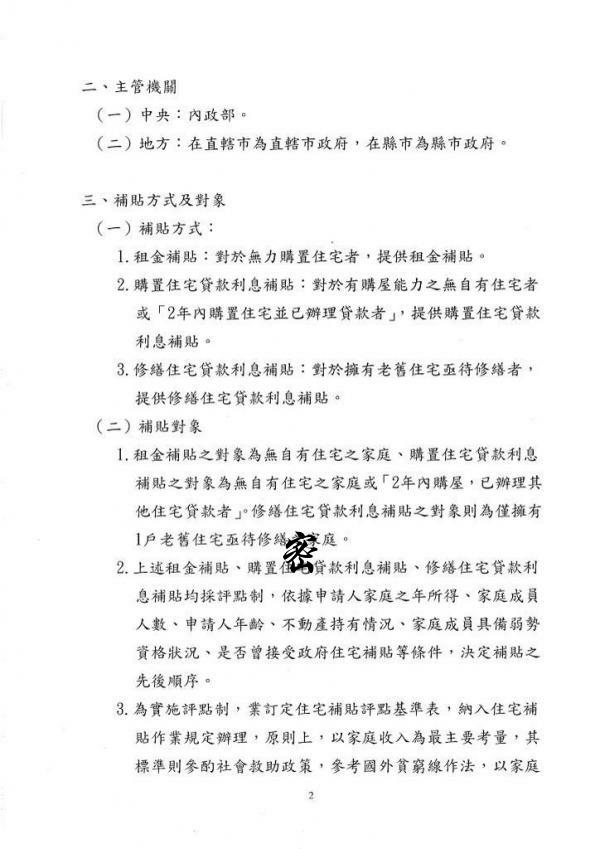 二、主管機關
（一）中央：內政部。
（二）地方：在直轄市為直轄市政府，在縣市為縣市政府。
三、補貼方式及對象
（一）補貼方式：
1.租金補貼：對於無力購置住宅者，提供租金補貼。
2.購置住宅貸款利息補貼：對於有購屋能力之無自有住宅者
或「2年內購置住宅並已辦理貸款者」，提供購置住宅貸款
利息補貼。
3.修繕住宅貸款利息補貼：對於擁有老舊住宅亟待修繕者，
提供修繕住宅貸款利息補貼。
（二）補貼對象
1.租金補貼之對象為無自有住宅之家庭、購置住宅貸款利息
補貼之對象為無自有住宅之家庭或「2年內購屋，已辦理其
他住宅貸款者」。修繕住宅貸款利息補貼之對象則為僅擁有
1戶老舊住宅亟待修繕家庭。
密
2.上述租金補貼、購置住宅貸款利息補貼、修繕住宅貸款利
息補貼均採評點制，依據申請人家庭之年所得、家庭成員
人數、申請人年齡、不動產持有情況、家庭成員具備弱勢
資格狀況、是否曾接受政府住宅補貼等條件，決定補貼之
先後順序。
3.為實施評點制，業訂定住宅補貼評點基準表，納入住宅補
貼作業規定辦理，原則上，以家庭收入為最主要考量，其
標準則參酌社會救助政策，參考國外貧窮線作法，以家庭
2